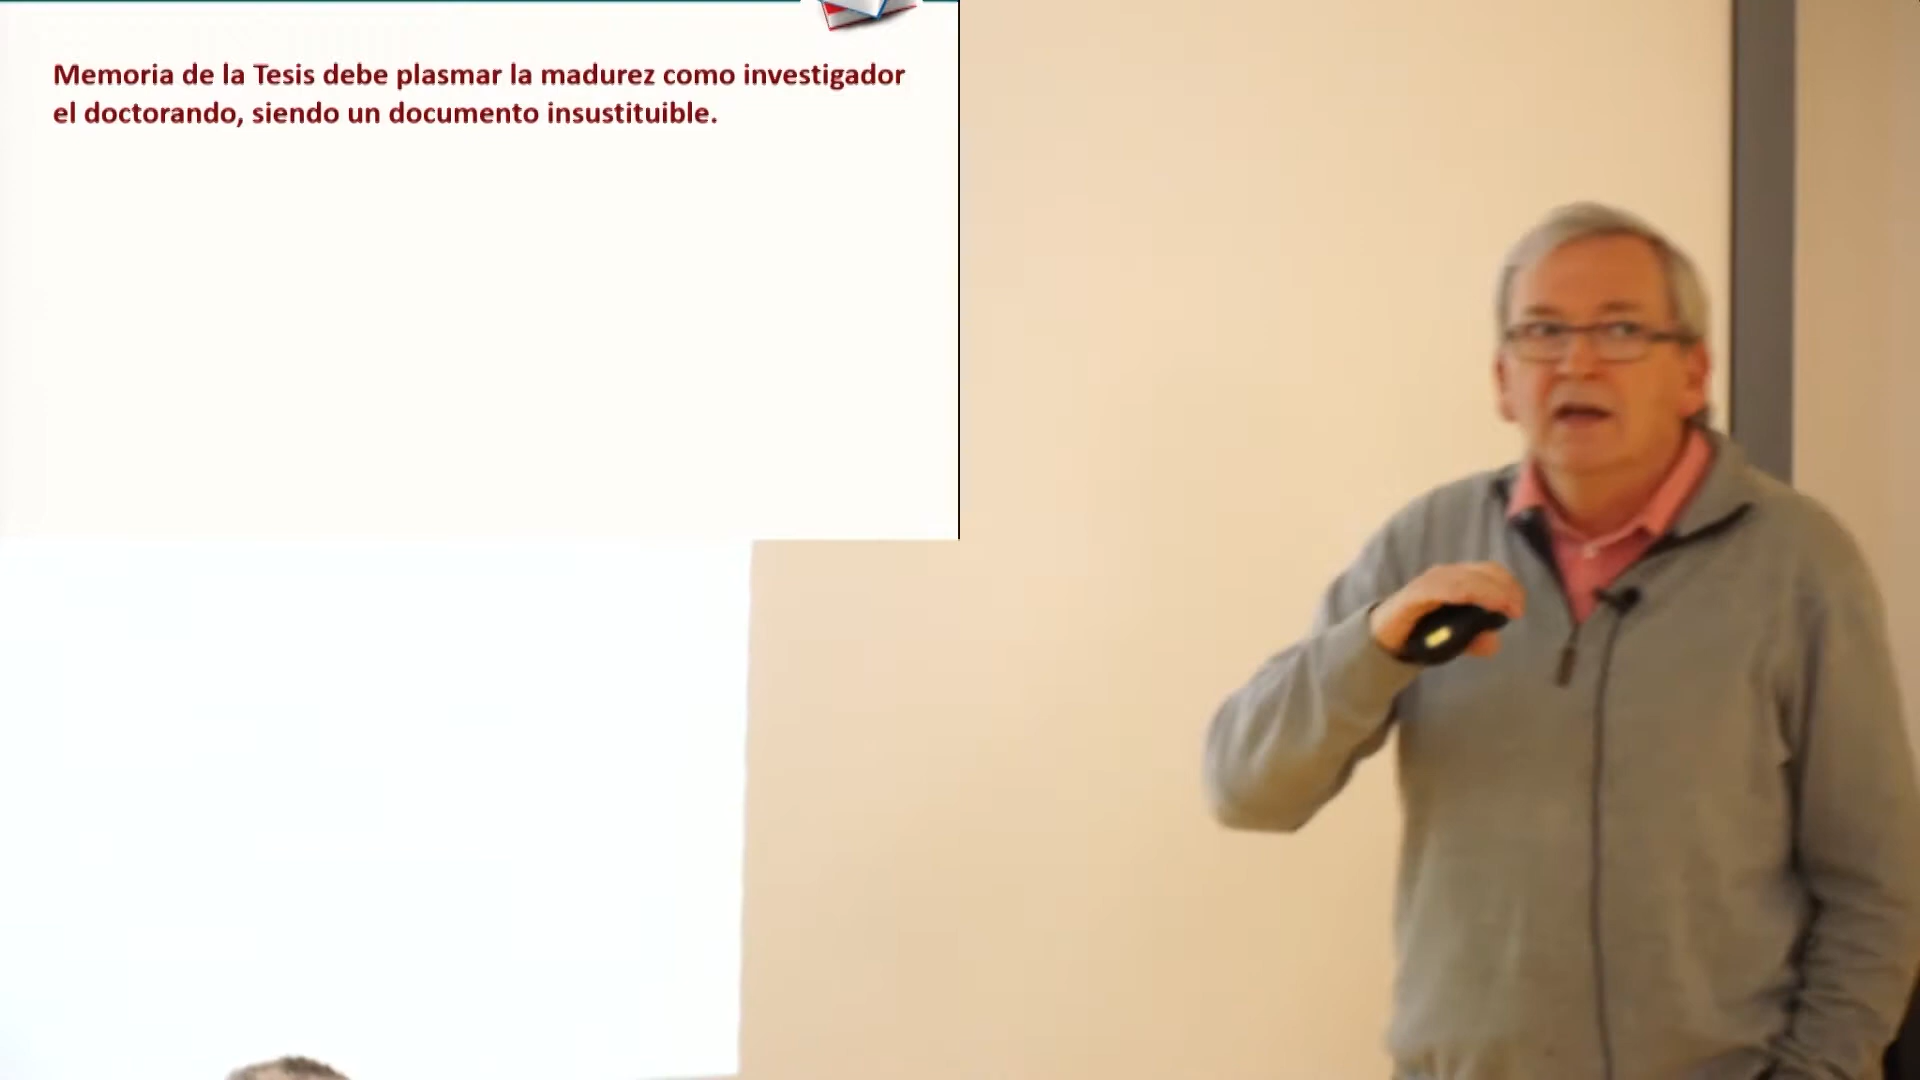 Memoria de la Tesis debe plasmar la madurez como investigador
el doctorando, siendo un documento insustituible.